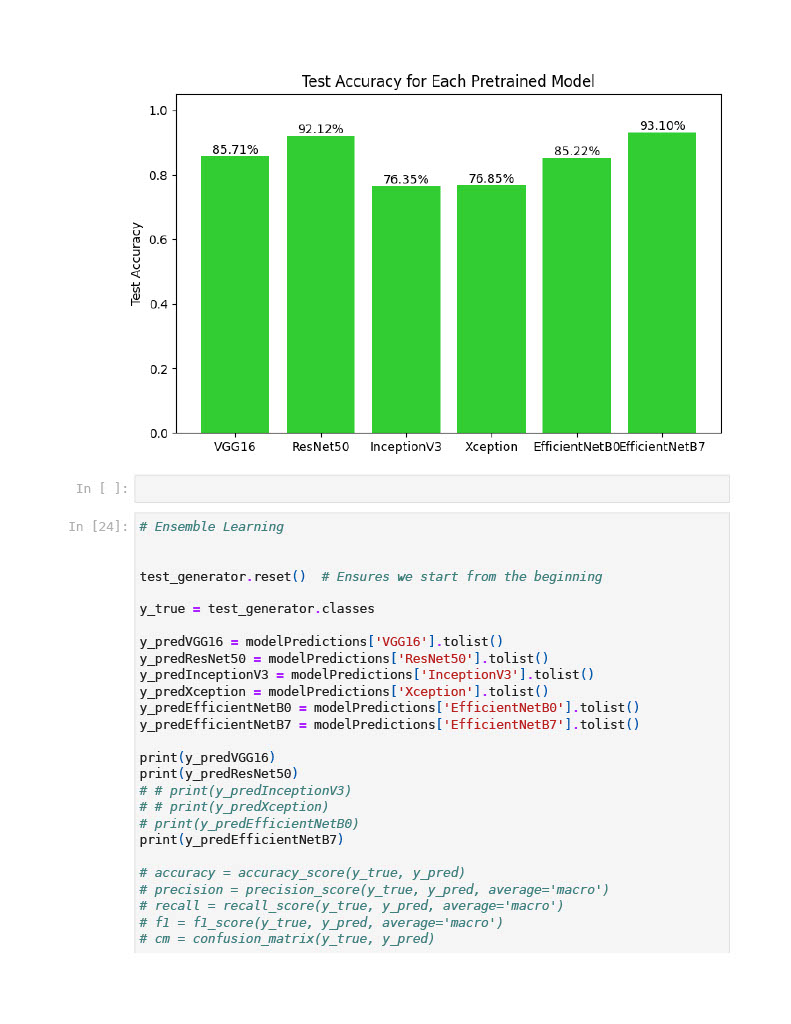 Test Accuracy for Each Pretrained Model
1.0
0.8
0.6
0.4
0.2
0.0
Test Accuracy
85.71%
92.12%
76.35%
76.85%
85.22%
93.10%
VGG16 ResNet50 InceptionV3 Xception EfficientNetB0 EfficientNetB7
In [ ]:
In [24]:
# Ensemble Learning
test_generator.reset()  # Ensures we start from the beginning
y_true = test_generator.classes
y_predVGG16 = modelPredictions['VGG16'].tolist()
y_predResNet50 = modelPredictions['ResNet50'].tolist()
y_predInceptionV3 = modelPredictions['InceptionV3'].tolist()
y_predXception = modelPredictions['Xception'].tolist()
y_predEfficientNetB0 = modelPredictions['EfficientNetB0'].tolist()
y_predEfficientNetB7 = modelPredictions['EfficientNetB7'].tolist()
print(y_predVGG16)
print(y_predResNet50)
# # print(y_predInceptionV3)
# # print(y_predXception)
# print(y_predEfficientNetB0)
print(y_predEfficientNetB7)
# accuracy = accuracy_score(y_true, y_pred)
# precision = precision_score(y_true, y_pred, average='macro')
# recall = recall_score(y_true, y_pred, average='macro')
# f1 = f1_score(y_true, y_pred, average='macro')
# cm = confusion_matrix(y_true, y_pred)